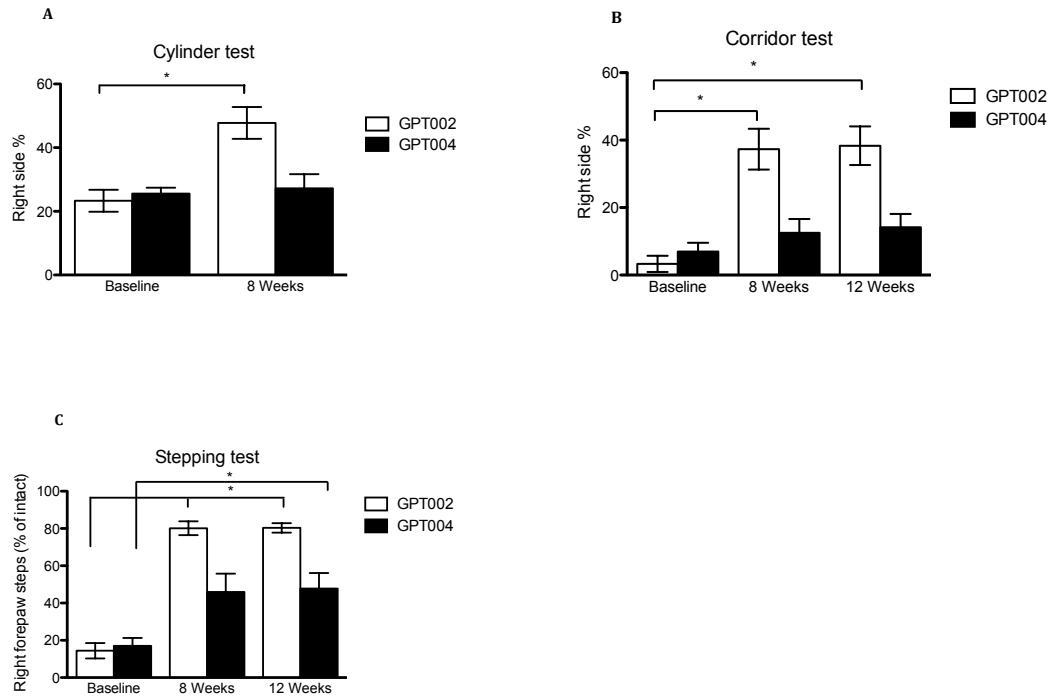 A
Cylinder test
*
60
40
20
0
Right side %
Baseline
8 Weeks
GPT002
GPT004
B
Corridor test
*
*
60
40
20
0
Right side %
Baseline
8 Weeks
12 Weeks
GPT002
GPT004
C
Stepping test
*
*
100
80
60
40
20
0
Right forepaw steps (% of intact)
Baseline
8 Weeks
12 Weeks
GPT002
GPT004